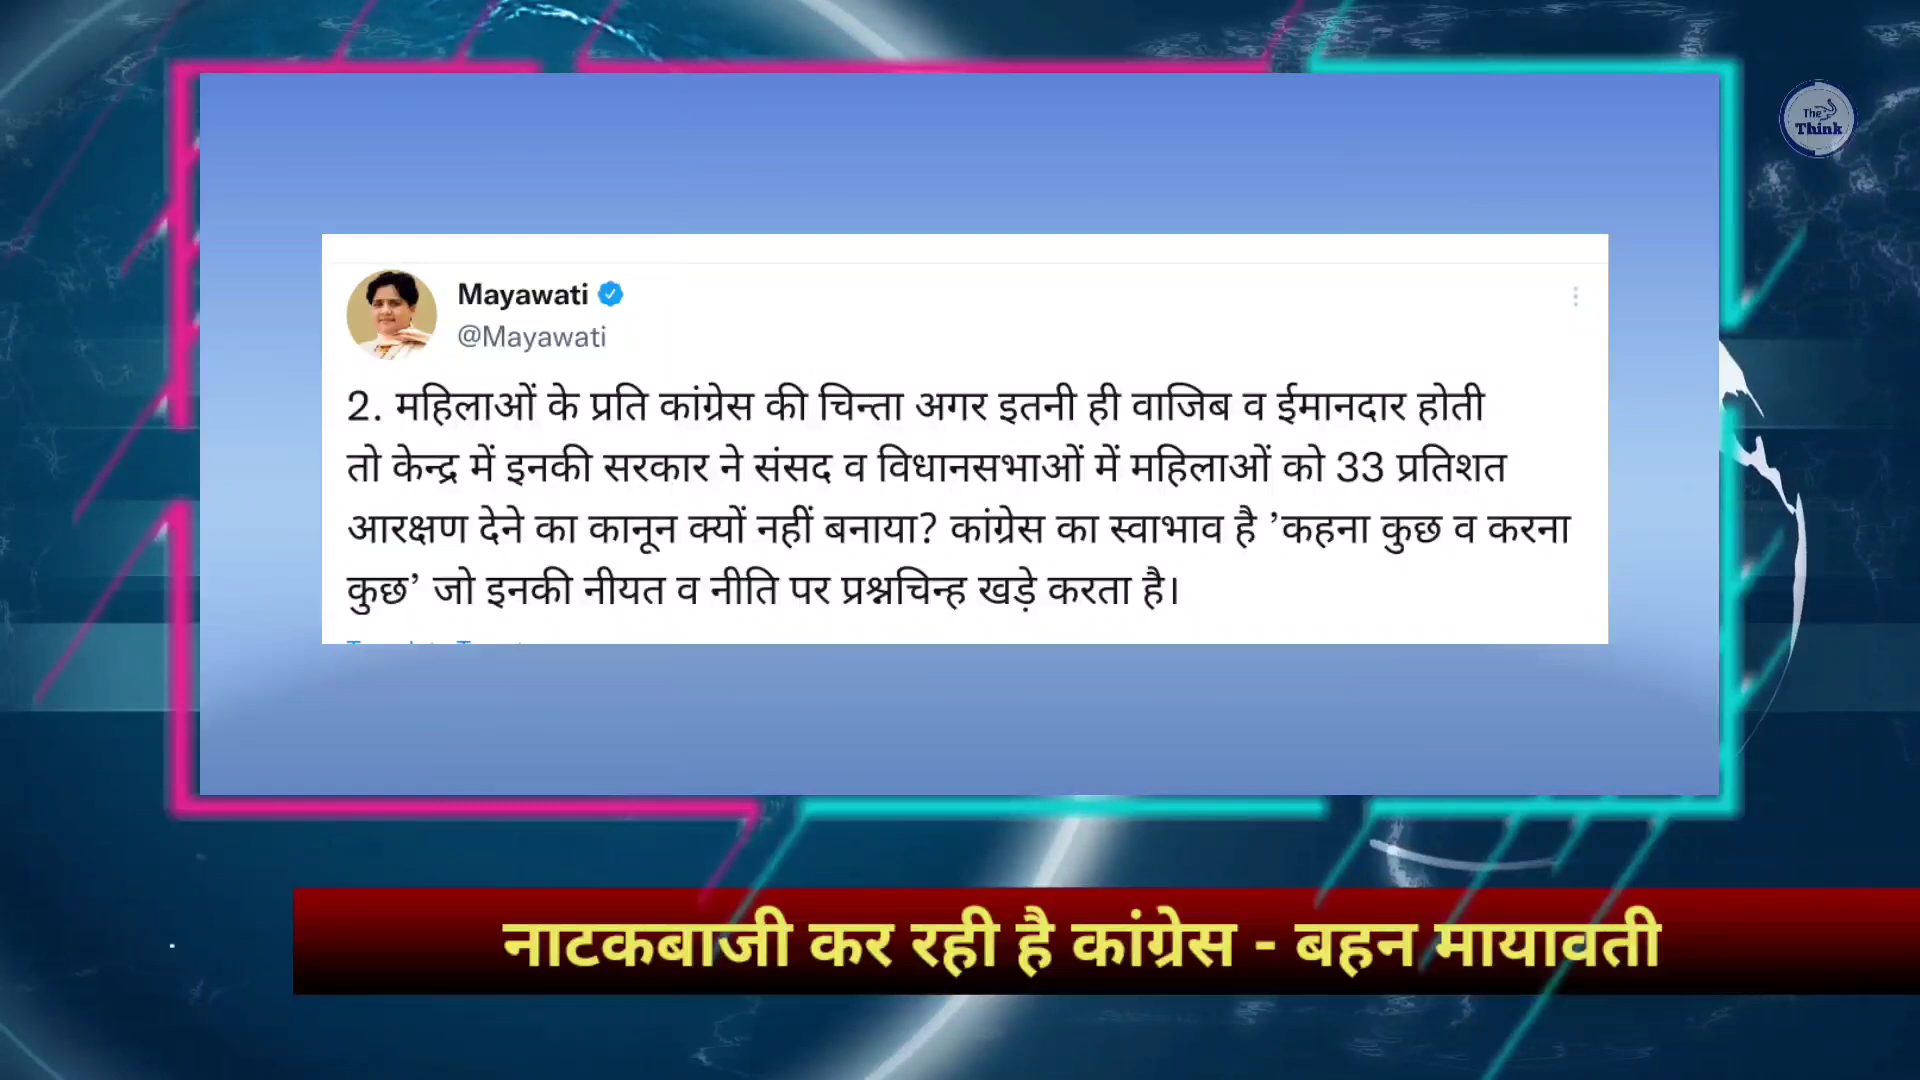 The
Think
Mayawati
@Mayawati
2. महिलाओं के प्रति कांग्रेस की चिन्ता अगर इतनी ही वाजिब व ईमानदार होती
तो केन्द्र में इनकी सरकार ने संसद व विधानसभाओं में महिलाओं को 33 प्रतिशत
आरक्षण देने का कानून क्यों नहीं बनाया? कांग्रेस का स्वाभाव है ’कहना कुछ व करना
कुछ’ जो इनकी नीयत व नीति पर प्रश्नचिन्ह खड़े करता है।
नाटकबाजी कर रही है कांग्रेस - बहन मायावती